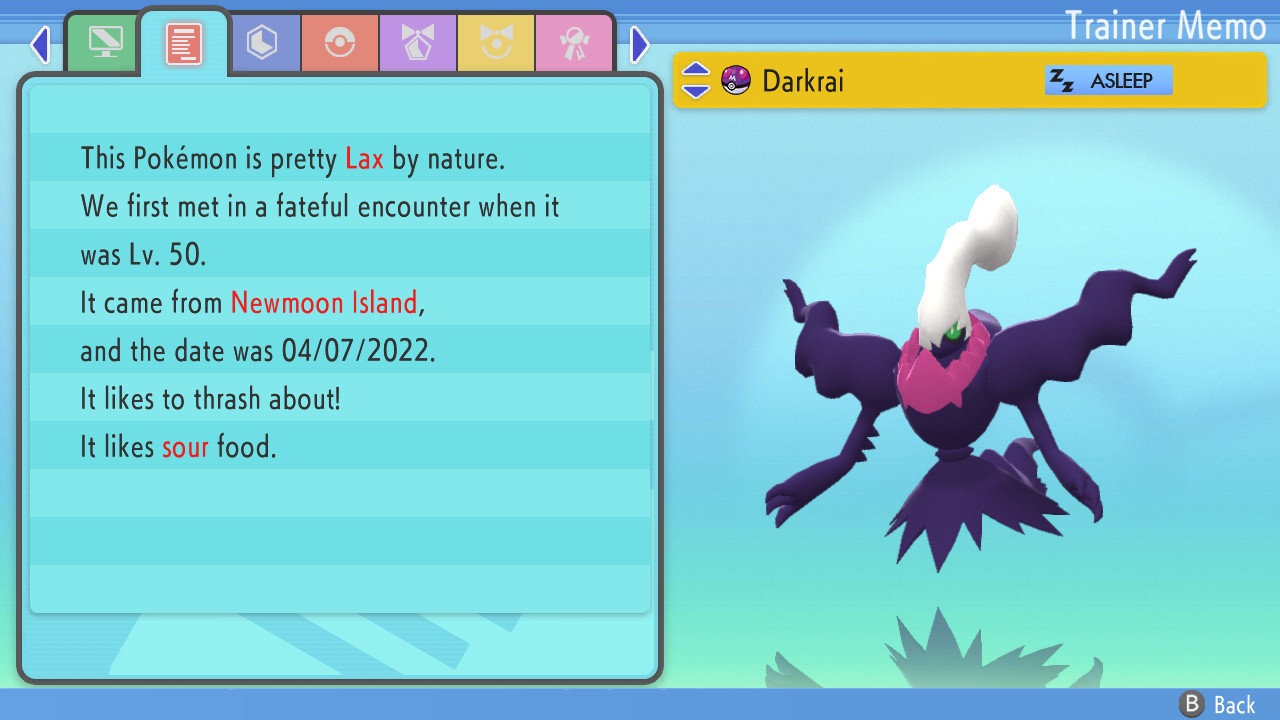 Trainer Memo
Darkrai
ASLEEP
This Pokémon is pretty Lax by nature.
We first met in a fateful encounter when it
was Lv. 50.
It came from Newmoon Island,
and the date was 04/07/2022.
It likes to thrash about!
It likes sour food.
B Back